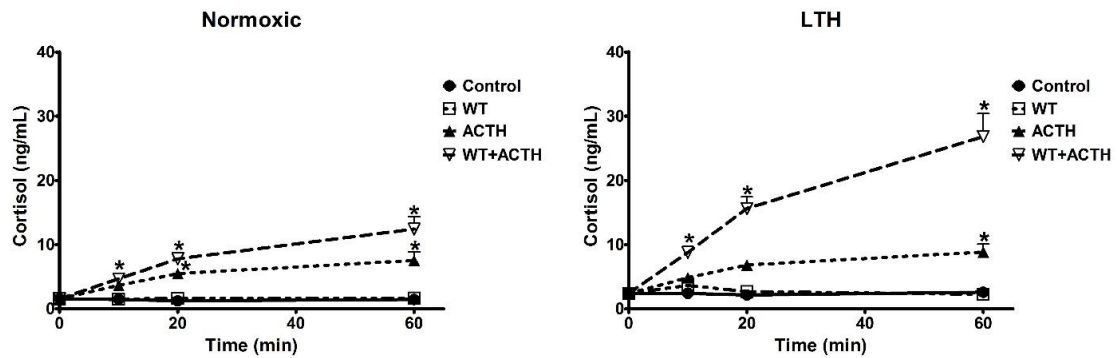 Normoxic
40
30
20
10
0
Cortisol (ng/mL)
0 20 40 60
Time (min)
Control
WT
ACTH
WT+ACTH
*
*
*
*
*
LTH
40
30
20
10
0
Cortisol (ng/mL)
0 20 40 60
Time (min)
Control
WT
ACTH
WT+ACTH
*
*
*
*